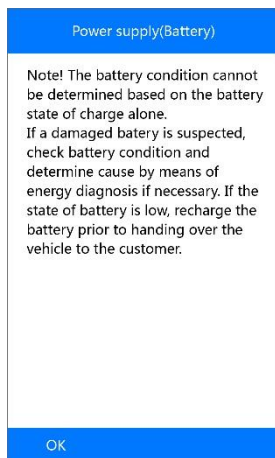 Power supply(Battery)
Note! The battery condition cannot
be determined based on the battery
state of charge alone.
If a damaged batery is suspected,
check battery condition and
determine cause by means of
energy diagnosis if necessary. If the
state of battery is low, recharge the
battery prior to handing over the
vehicle to the customer.
OK